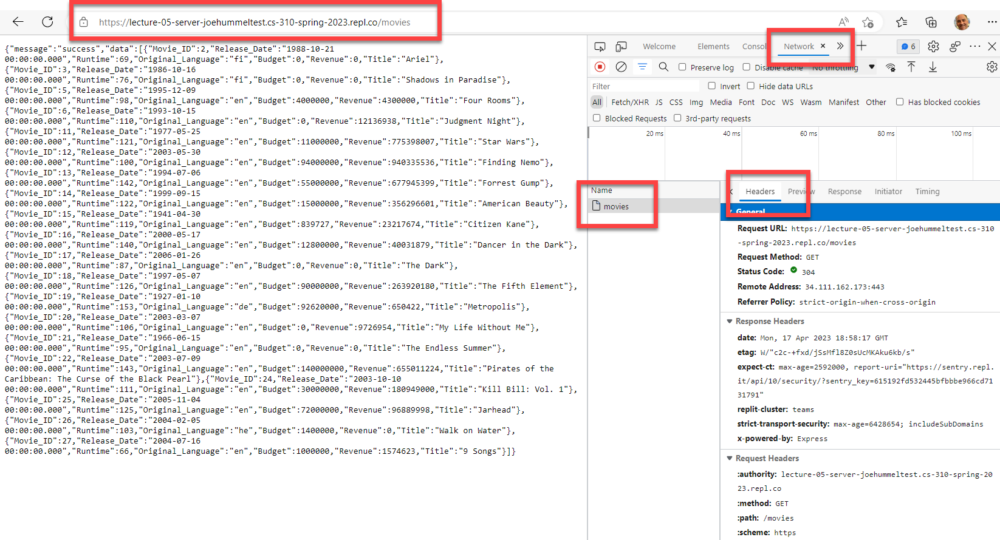 https://lecture-05-server-joehummeltest.cs-310-spring-2023.repl.co/movies
{"message":"success","data":[{"Movie_ID":2,"Release_Date":"1988-10-21
00:00:00.000","Runtime":69,"Original_Language":"fi","Budget":0,"Revenue":0,"Title":"Ariel"},
{"Movie_ID":3,"Release_Date":"1986-10-16
00:00:00.000","Runtime":76,"Original_Language":"fi","Budget":0,"Revenue":0,"Title":"Shadows in Paradise"},
{"Movie_ID":5,"Release_Date":"1995-12-09
00:00:00.000","Runtime":98,"Original_Language":"en","Budget":4000000,"Revenue":4300000,"Title":"Four Rooms"},
{"Movie_ID":6,"Release_Date":"1993-10-15
00:00:00.000","Runtime":110,"Original_Language":"en","Budget":0,"Revenue":12136938,"Title":"Judgment Night"},
{"Movie_ID":11,"Release_Date":"1977-05-25
00:00:00.000","Runtime":121,"Original_Language":"en","Budget":11000000,"Revenue":775398007,"Title":"Star Wars"},
{"Movie_ID":12,"Release_Date":"2003-05-30
00:00:00.000","Runtime":100,"Original_Language":"en","Budget":94000000,"Revenue":940335536,"Title":"Finding Nemo"},
{"Movie_ID":13,"Release_Date":"1994-07-06
00:00:00.000","Runtime":142,"Original_Language":"en","Budget":55000000,"Revenue":677945399,"Title":"Forrest Gump"},
{"Movie_ID":14,"Release_Date":"1999-09-15
00:00:00.000","Runtime":122,"Original_Language":"en","Budget":15000000,"Revenue":356296601,"Title":"American Beauty"},
{"Movie_ID":15,"Release_Date":"1941-04-30
00:00:00.000","Runtime":119,"Original_Language":"en","Budget":839727,"Revenue":23217674,"Title":"Citizen Kane"},
{"Movie_ID":16,"Release_Date":"2000-05-17
00:00:00.000","Runtime":140,"Original_Language":"en","Budget":12800000,"Revenue":40031879,"Title":"Dancer in the Dark"},
{"Movie_ID":17,"Release_Date":"2006-01-26
00:00:00.000","Runtime":87,"Original_Language":"en","Budget":0,"Revenue":0,"Title":"The Dark"},
{"Movie_ID":18,"Release_Date":"1997-05-07
00:00:00.000","Runtime":126,"Original_Language":"en","Budget":90000000,"Revenue":263920180,"Title":"The Fifth Element"},
{"Movie_ID":19,"Release_Date":"1927-01-10
00:00:00.000","Runtime":153,"Original_Language":"de","Budget":92620000,"Revenue":650422,"Title":"Metropolis"},
{"Movie_ID":20,"Release_Date":"2003-03-07
00:00:00.000","Runtime":106,"Original_Language":"en","Budget":0,"Revenue":9726954,"Title":"My Life Without Me"},
{"Movie_ID":21,"Release_Date":"1966-06-15
00:00:00.000","Runtime":95,"Original_Language":"en","Budget":0,"Revenue":0,"Title":"The Endless Summer"},
{"Movie_ID":22,"Release_Date":"2003-07-09
00:00:00.000","Runtime":143,"Original_Language":"en","Budget":140000000,"Revenue":655011224,"Title":"Pirates of the
Caribbean: The Curse of the Black Pearl"},{"Movie_ID":24,"Release_Date":"2003-10-10
00:00:00.000","Runtime":111,"Original_Language":"en","Budget":30000000,"Revenue":180949000,"Title":"Kill Bill: Vol. 1"},
{"Movie_ID":25,"Release_Date":"2005-11-04
00:00:00.000","Runtime":125,"Original_Language":"en","Budget":72000000,"Revenue":96889998,"Title":"Jarhead"},
{"Movie_ID":26,"Release_Date":"2004-02-05
00:00:00.000","Runtime":103,"Original_Language":"he","Budget":1400000,"Revenue":0,"Title":"Walk on Water"},
{"Movie_ID":27,"Release_Date":"2004-07-16
00:00:00.000","Runtime":66,"Original_Language":"en","Budget":1000000,"Revenue":1574623,"Title":"9 Songs"}]}
Welcome Elements Consol Network 6
Preserve log Disable cache No throttling
Filter Invert Hide data URLs
All Fetch/XHR JS CSS Img Media Font Doc WS Wasm Manifest Other Has blocked cookies
Blocked Requests 3rd-party requests
20 ms 40 ms 60 ms 80 ms 100 ms
Name
movies
Headers Preview Response Initiator Timing
General
Request URL: https://lecture-05-server-joehummeltest.cs-310
-spring-2023.repl.co/movies
Request Method: GET
Status Code: 304
Remote Address: 34.111.162.173:443
Referrer Policy: strict-origin-when-cross-origin
Response Headers
date: Mon, 17 Apr 2023 18:58:17 GMT
etag: W/"c2c-+fxd/jSsMfl8Z0sUcMKAku6kb/s"
expect-ct: max-age=2592000, report-uri="https://sentry.repl.
it/api/10/security/?sentry_key=615192fd532445bfbbbe966cd71
31791"
replit-cluster: teams
strict-transport-security: max-age=6428654; includeSubDomains
x-powered-by: Express
Request Headers
:authority: lecture-05-server-joehummeltest.cs-310-spring-20
23.repl.co
:method: GET
:path: /movies
:scheme: https